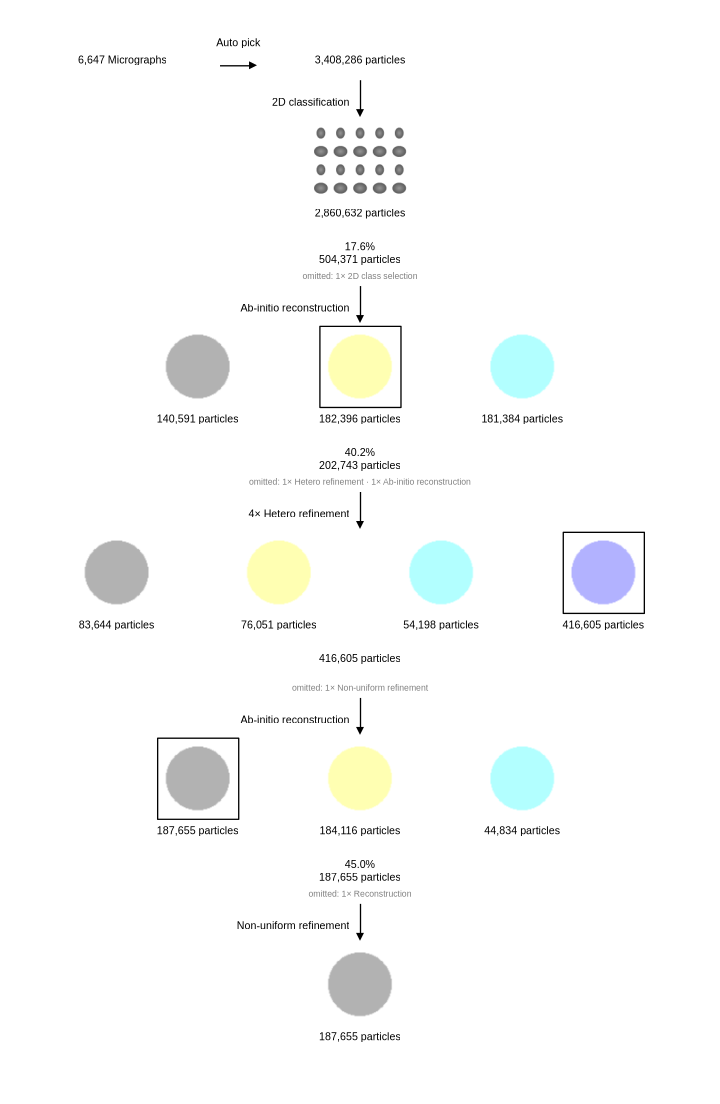 Auto pick
6,647 Micrographs
3,408,286 particles
2D classification
2,860,632 particles
17.6%
504,371 particles
omitted: 1× 2D class selection
Ab-initio reconstruction
140,591 particles
182,396 particles
181,384 particles
40.2%
202,743 particles
omitted: 1× Hetero refinement · 1× Ab-initio reconstruction
4× Hetero refinement
83,644 particles
76,051 particles
54,198 particles
416,605 particles
416,605 particles
omitted: 1× Non-uniform refinement
Ab-initio reconstruction
187,655 particles
184,116 particles
44,834 particles
45.0%
187,655 particles
omitted: 1× Reconstruction
Non-uniform refinement
187,655 particles